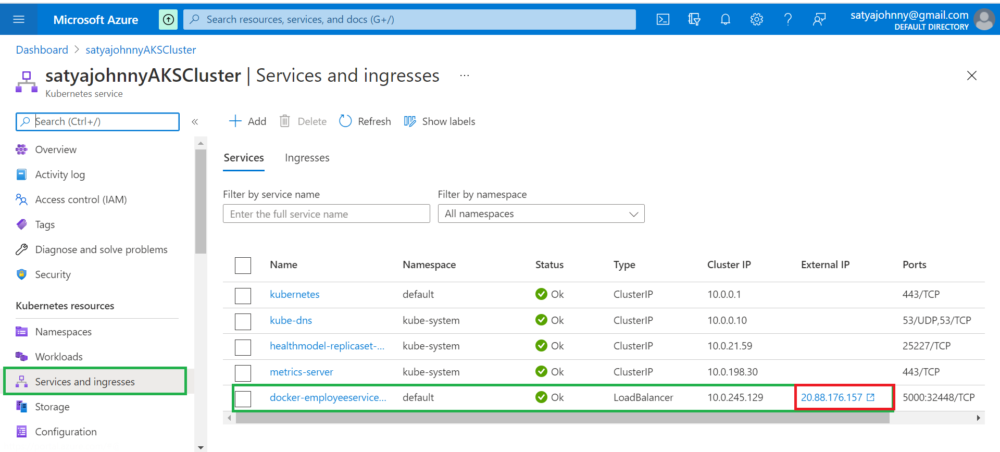 Microsoft Azure
Search resources, services, and docs (G+/)
satyajohnny@gmail.com
DEFAULT DIRECTORY
Dashboard > satyajohnnyAKSCluster
satyajohnnyAKSCluster | Services and ingresses ...
Kubernetes service
Search (Ctrl+/)
«
Overview
Activity log
Access control (IAM)
Tags
Diagnose and solve problems
Security
Kubernetes resources
Namespaces
Workloads
Services and ingresses
Storage
Configuration
Add Delete Refresh Show labels
Services Ingresses
Filter by service name Filter by namespace
Enter the full service name All namespaces
Name Namespace Status Type Cluster IP External IP Ports
kubernetes default Ok ClusterIP 10.0.0.1 443/TCP
kube-dns kube-system Ok ClusterIP 10.0.0.10 53/UDP,53/TCP
healthmodel-replicaset-... kube-system Ok ClusterIP 10.0.21.59 25227/TCP
metrics-server kube-system Ok ClusterIP 10.0.198.30 443/TCP
docker-employeeservice... default Ok LoadBalancer 10.0.245.129 20.88.176.157 5000:32448/TCP